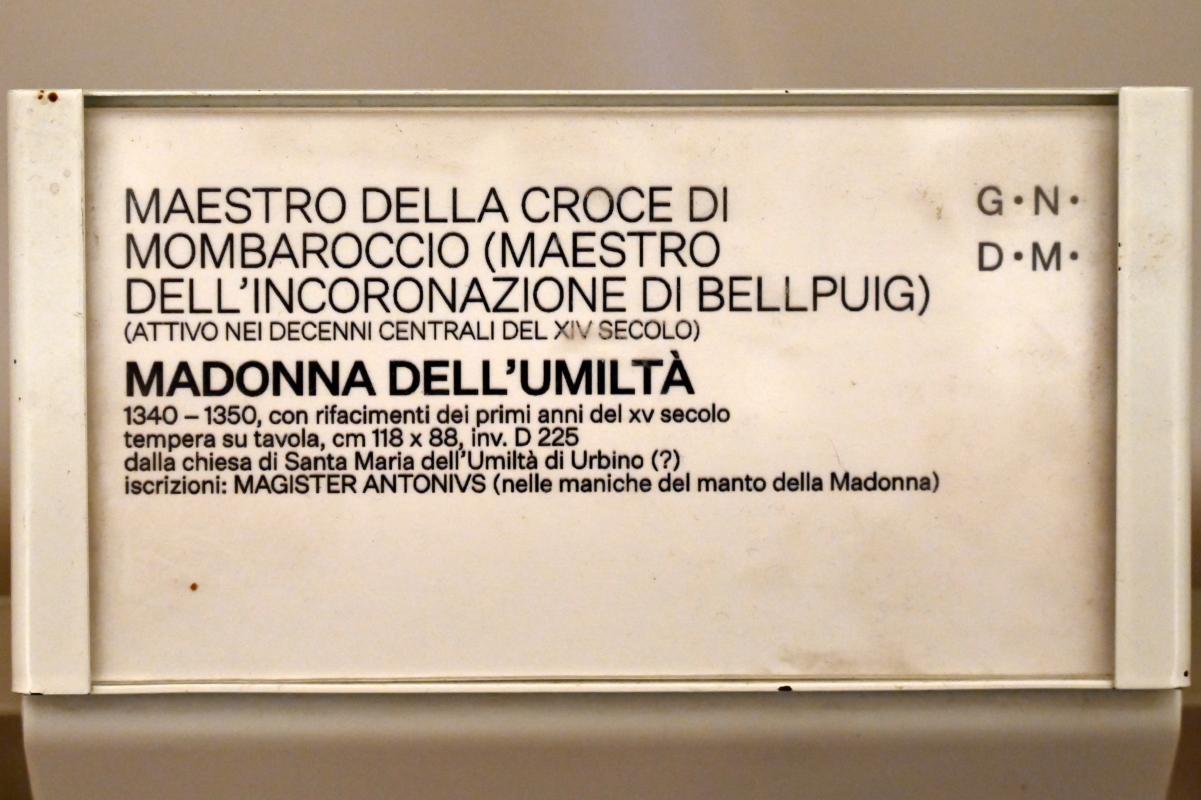 MAESTRO DELLA CROCE DI
MOMBAROCCIO (MAESTRO
DELL'INCORONAZIONE DI BELLPUIG)
(ATTIVO NEI DECENNI CENTRALI DEL XIV SECOLO)
MADONNA DELL'UMILTÀ
1340 – 1350, con rifacimenti dei primi anni del xv secolo
tempera su tavola, cm 118 x 88, inv. D 225
dalla chiesa di Santa Maria dell'Umiltà di Urbino (?)
iscrizioni: MAGISTER ANTONIVS (nelle maniche del manto della Madonna)
G•N•
D•M•